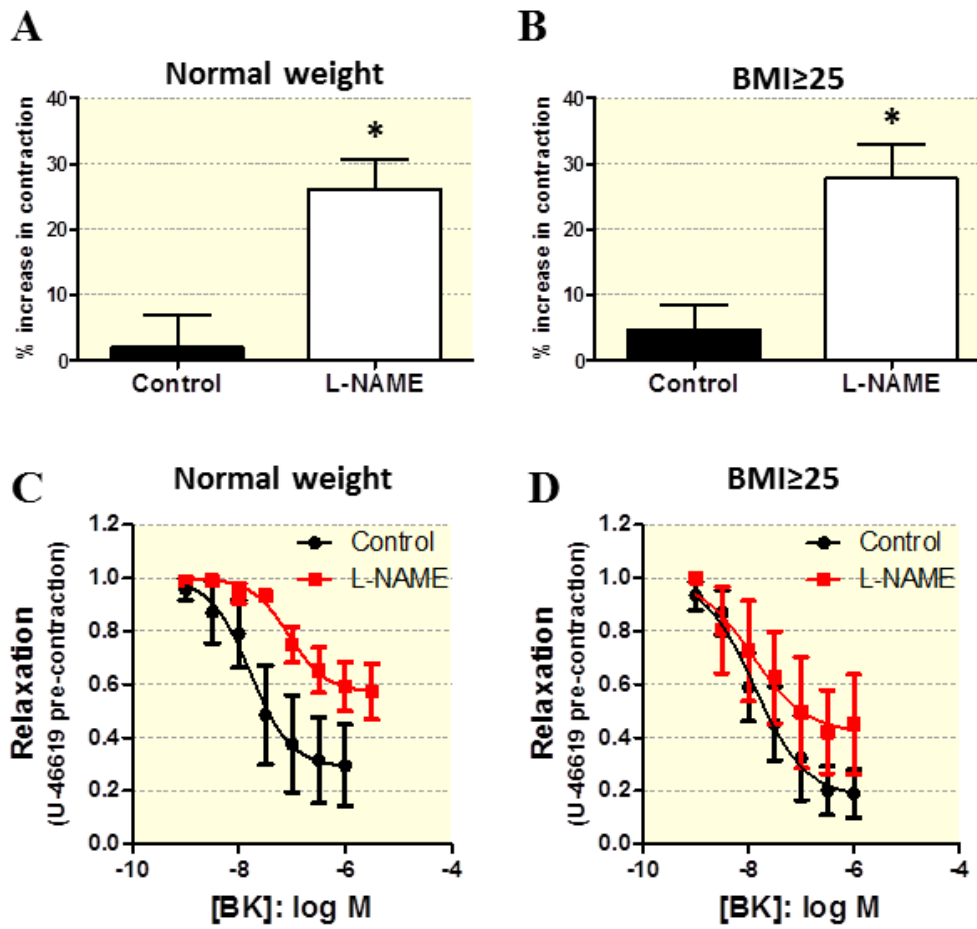 A
Normal weight
% increase in contraction
40
30
20
10
0
*
Control
L-NAME
B
BMI≥25
% increase in contraction
40
30
20
10
0
*
Control
L-NAME
C
Normal weight
Relaxation
(U-46619 pre-contraction)
1.2
1.0
0.8
0.6
0.4
0.2
0.0
Control
L-NAME
-10
-8
-6
-4
[BK]: log M
D
BMI≥25
Relaxation
(U-46619 pre-contraction)
1.2
1.0
0.8
0.6
0.4
0.2
0.0
Control
L-NAME
-10
-8
-6
-4
[BK]: log M